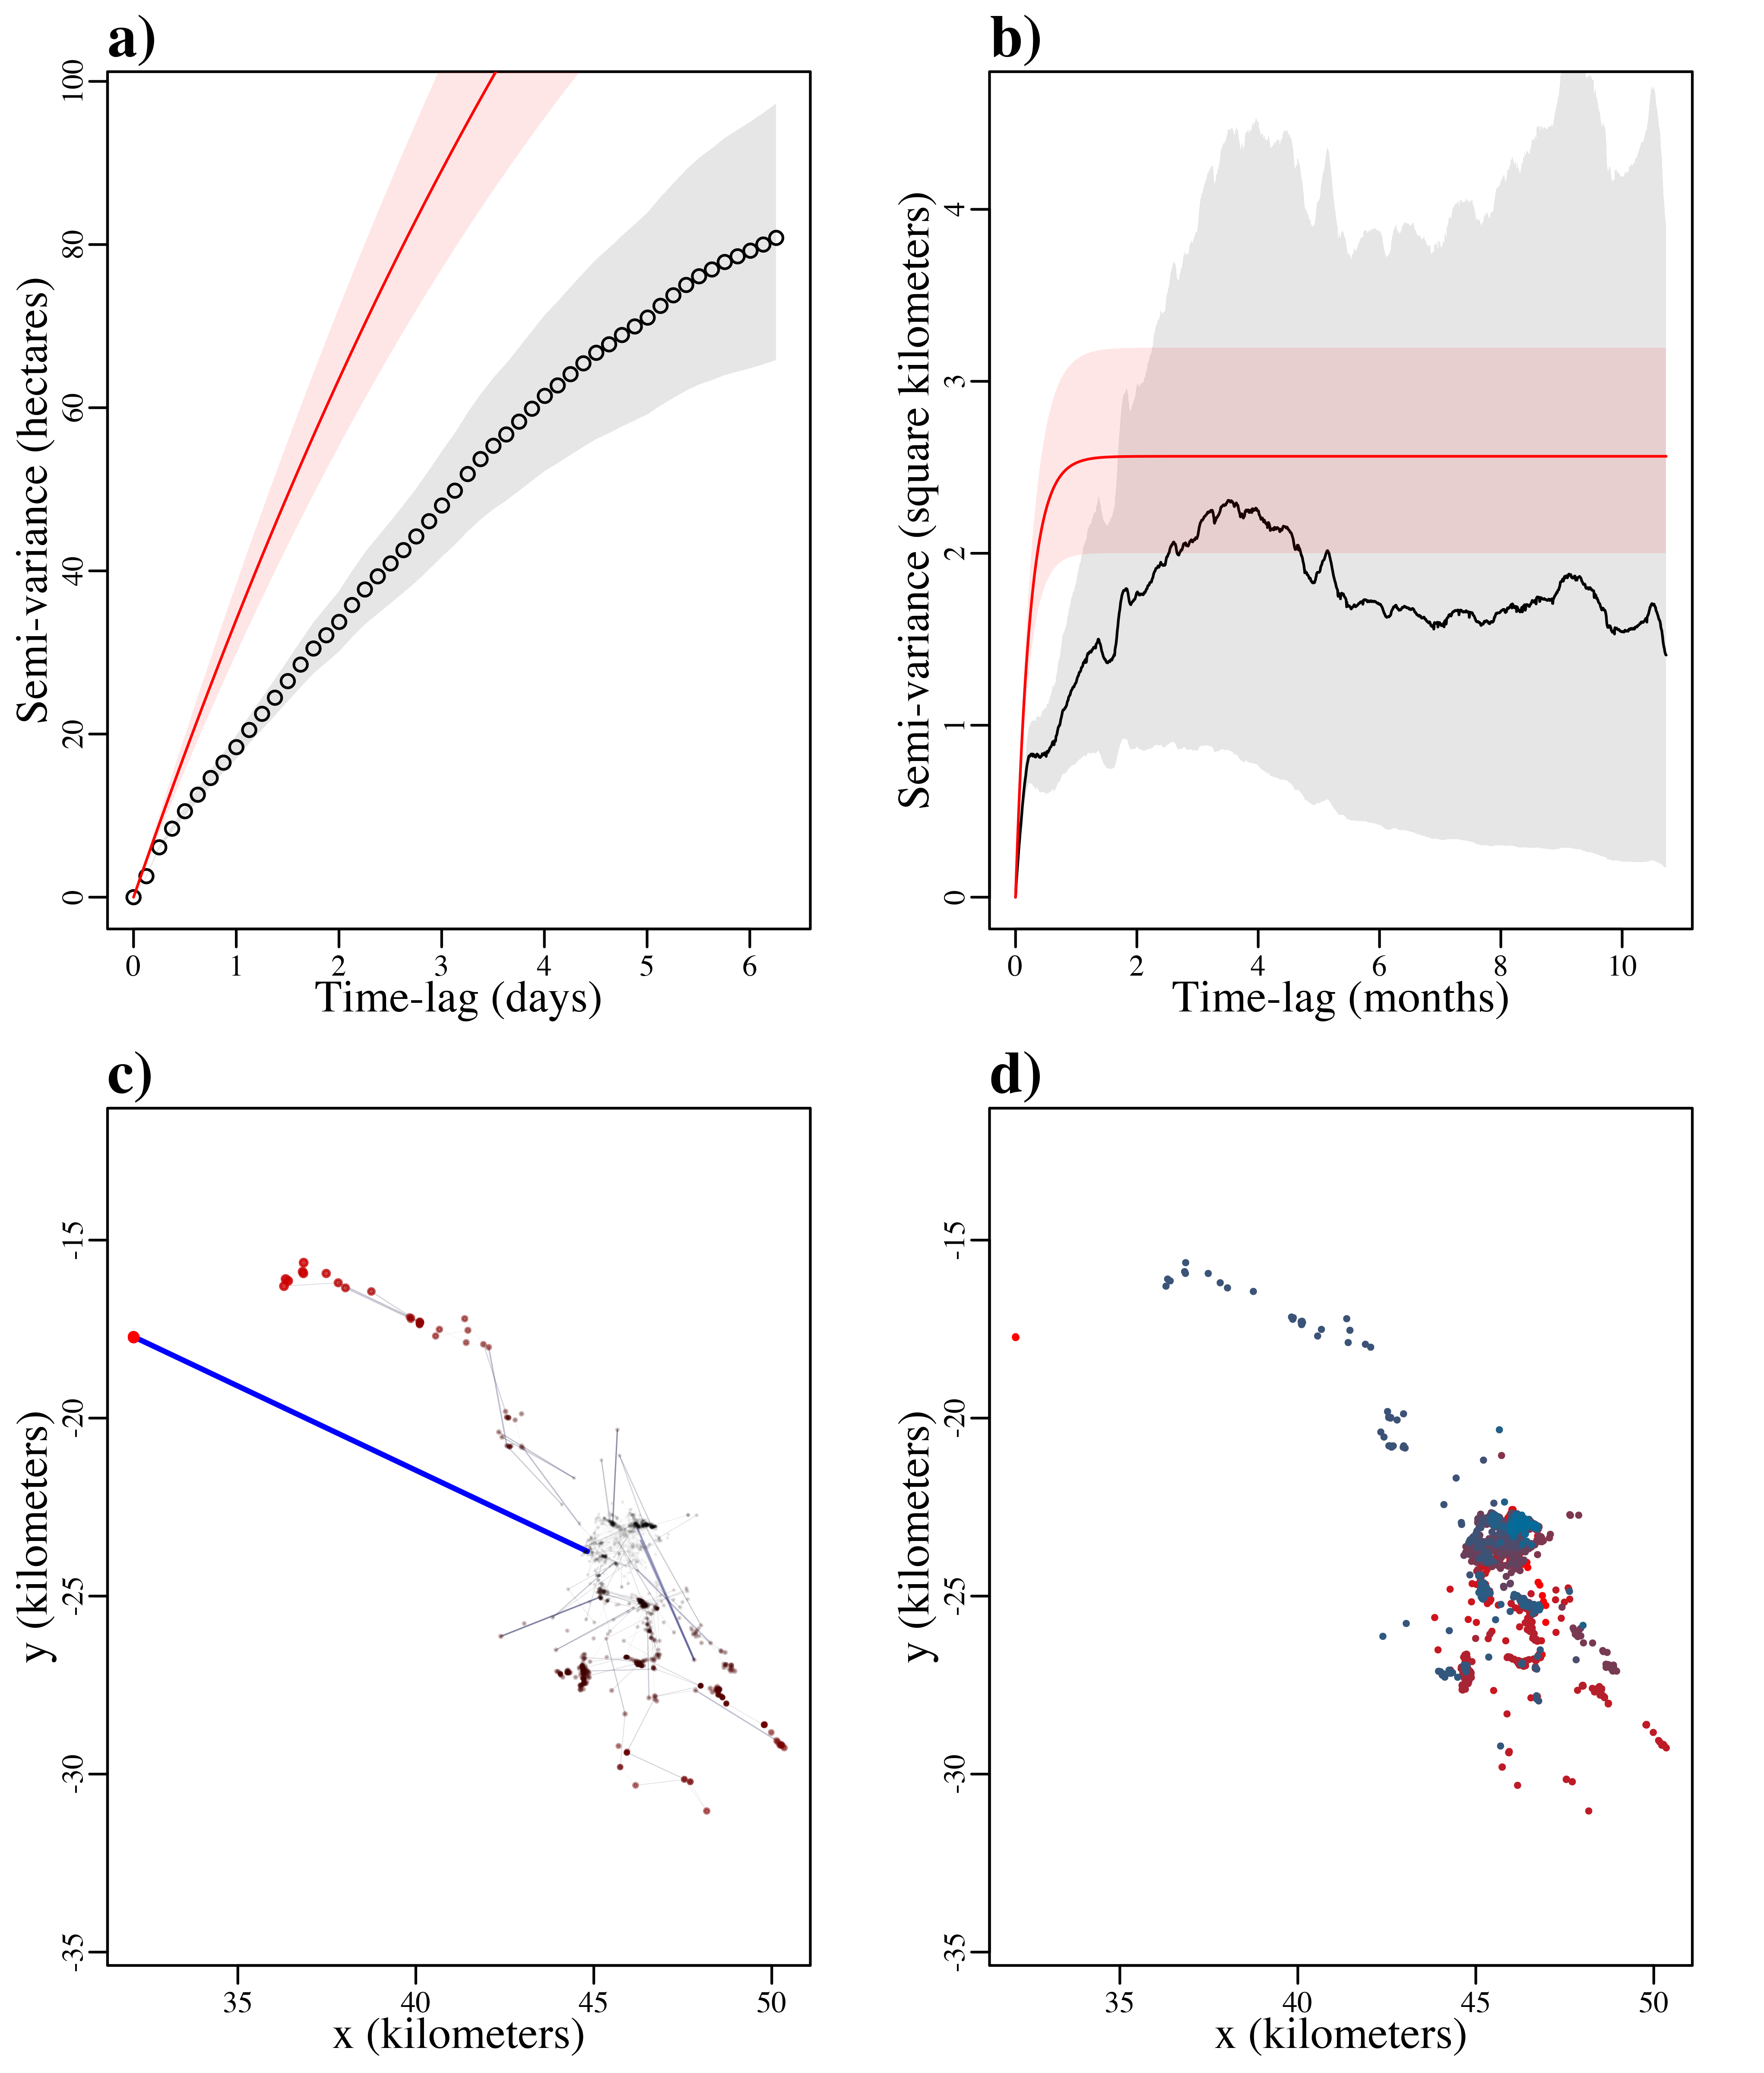 a)
Semi-variance (hectares)
100
80
60
40
20
0
0 1 2 3 4 5 6
Time-lag (days)
b)
Semi-variance (square kilometers)
4
3
2
1
0
0 2 4 6 8 10
Time-lag (months)
c)
y (kilometers)
-15
-20
-25
-30
-35
35 40 45 50
x (kilometers)
d)
y (kilometers)
-15
-20
-25
-30
-35
35 40 45 50
x (kilometers)